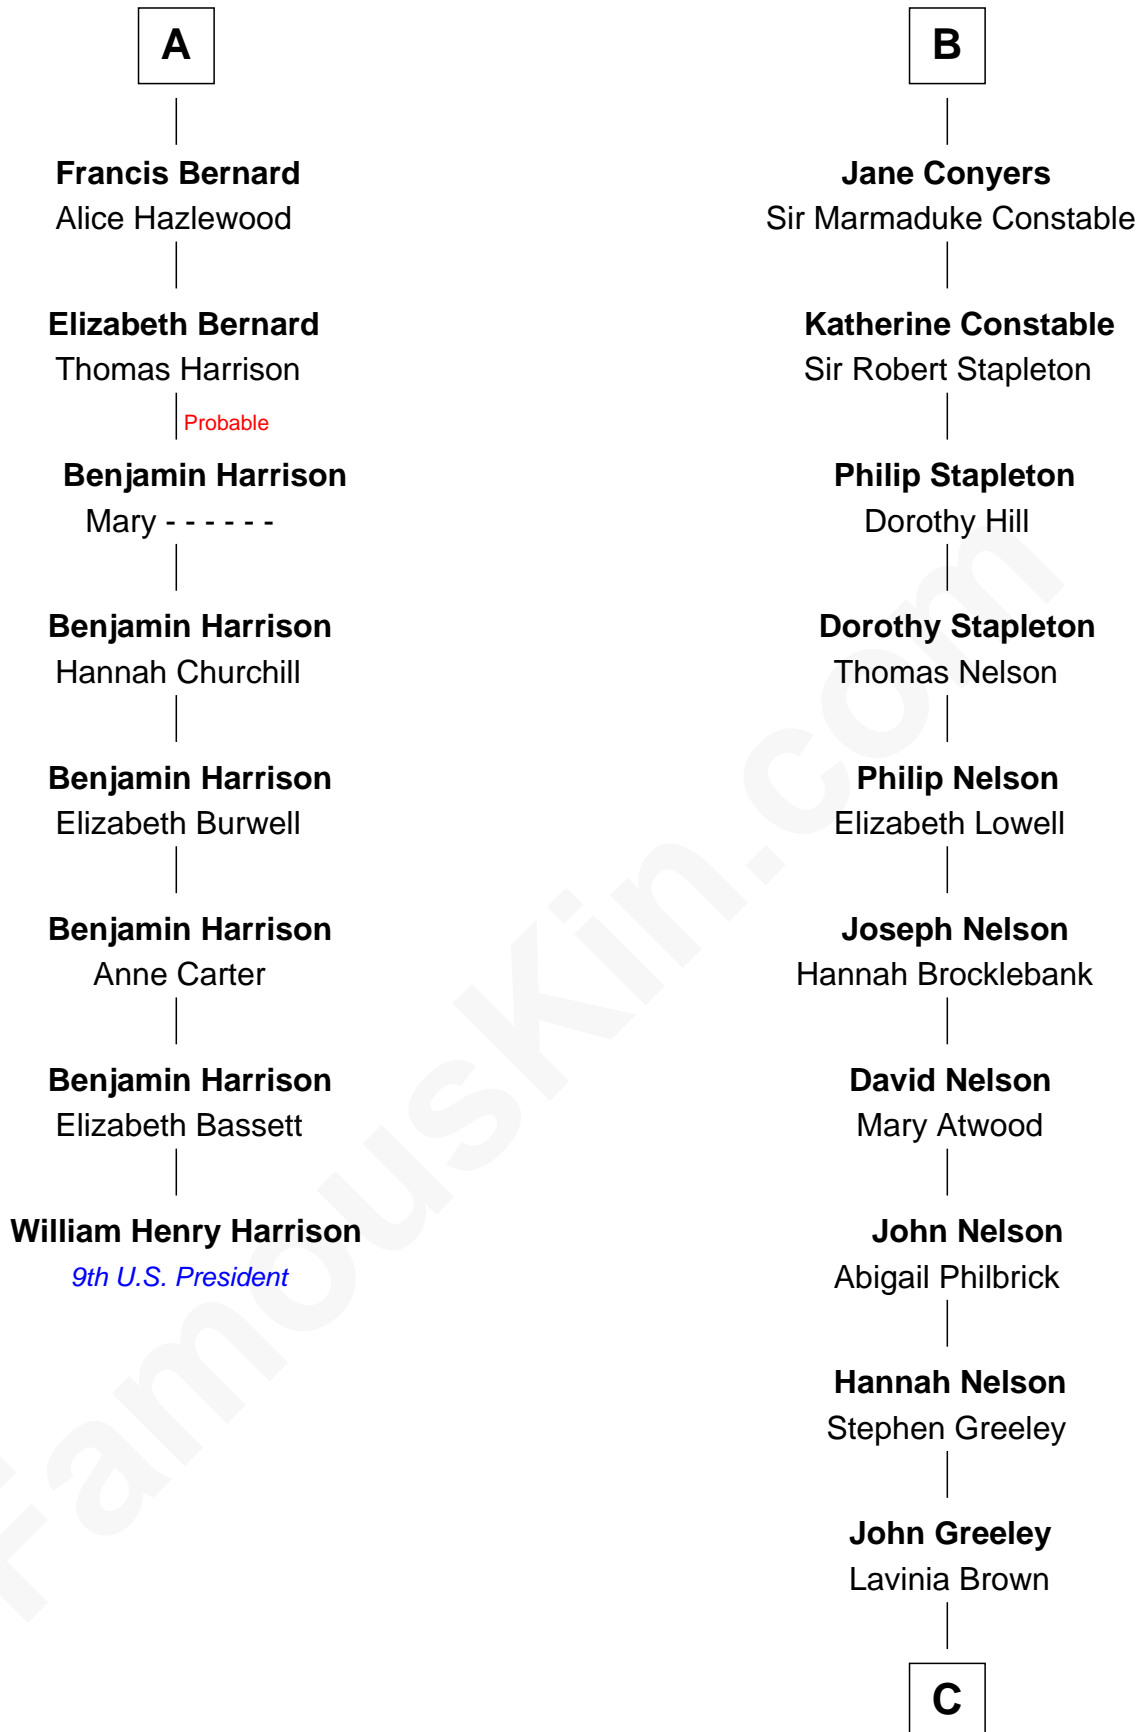 A
Francis Bernard
Alice Hazlewood
Elizabeth Bernard
Thomas Harrison
Probable
Benjamin Harrison
Mary - - - - - -
Benjamin Harrison
Hannah Churchill
Benjamin Harrison
Elizabeth Burwell
Benjamin Harrison
Anne Carter
Benjamin Harrison
Elizabeth Bassett
William Henry Harrison
9th U.S. President
B
Jane Conyers
Sir Marmaduke Constable
Katherine Constable
Sir Robert Stapleton
Philip Stapleton
Dorothy Hill
Dorothy Stapleton
Thomas Nelson
Philip Nelson
Elizabeth Lowell
Joseph Nelson
Hannah Brocklebank
David Nelson
Mary Atwood
John Nelson
Abigail Philbrick
Hannah Nelson
Stephen Greeley
John Greeley
Lavinia Brown
C
FamousKin.com